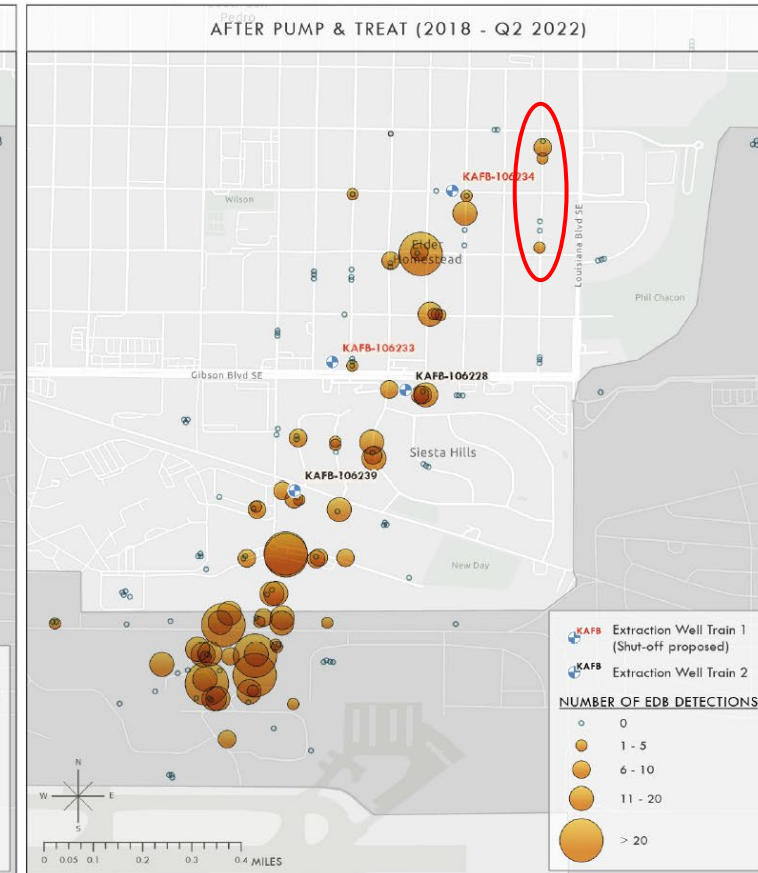 AFTER PUMP & TREAT (2018 - Q2 2022)
Pedro
KAFB-106234
Wilson
Elder
Homestead
Louisiana Blvd SE
Phil Chacon
KAFB-106233
Gibson Blvd SE
KAFB-106228
Siesta Hills
KAFB-106239
New Day
KAFB Extraction Well Train 1
(Shut-off proposed)
KAFB Extraction Well Train 2
NUMBER OF EDB DETECTIONS
0
1 - 5
6 - 10
11 - 20
> 20
N
W E
S
0 0.05 0.1 0.2 0.3 0.4 MILES